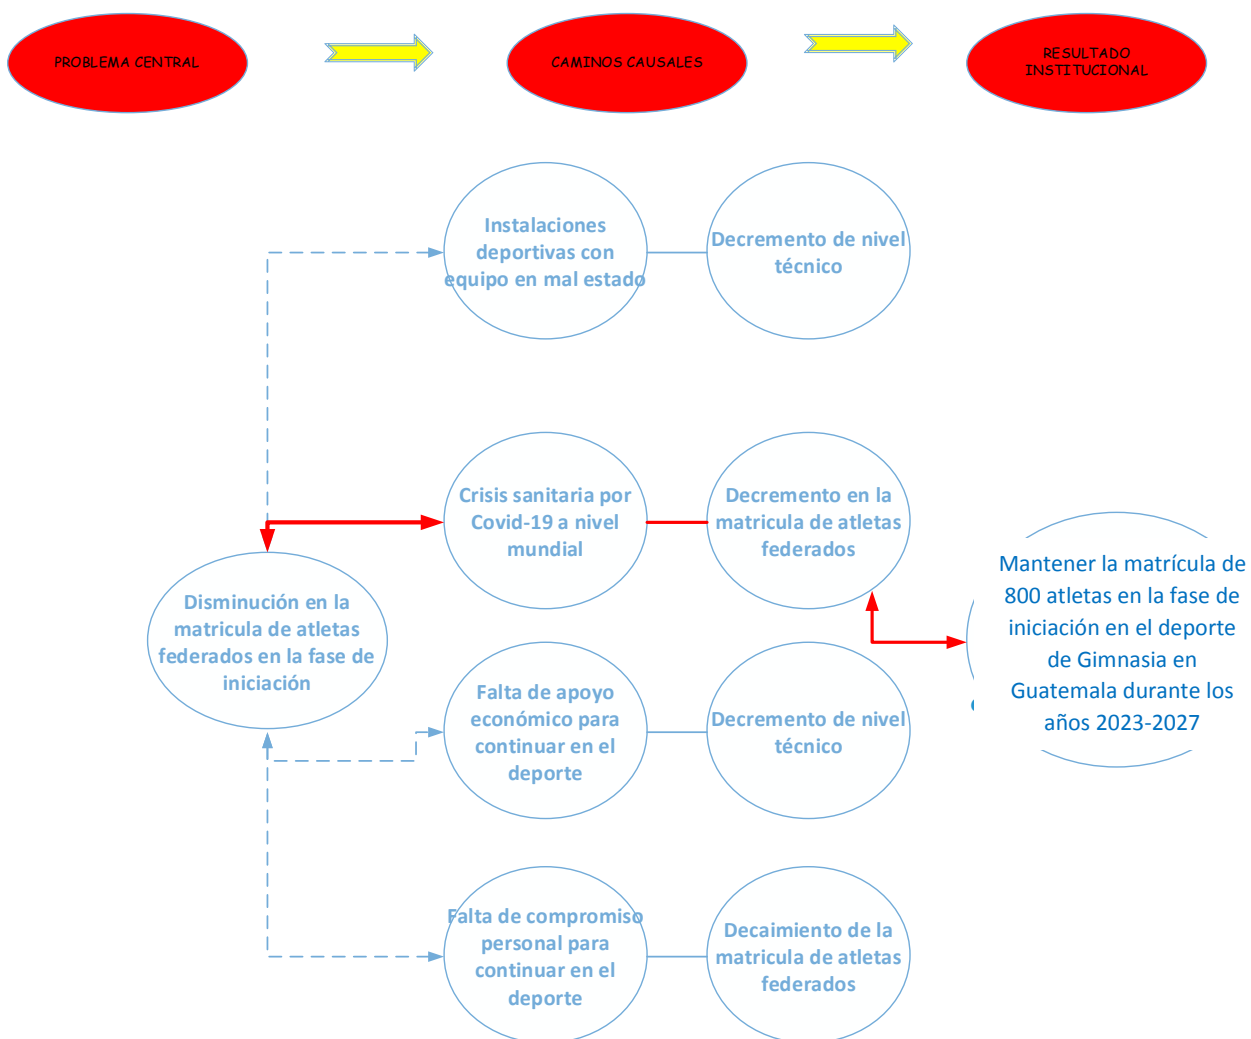 PROBLEMA CENTRAL
CAMINOS CAUSALES
RESULTADO
INSTITUCIONAL
Instalaciones
deportivas con
equipo en mal estado
Decremento de nivel
técnico
Crisis sanitaria por
Covid-19 a nivel
mundial
Decremento en la
matricula de atletas
federados
Disminución en la
matricula de atletas
federados en la fase de
iniciación
Mantener la matrícula de
800 atletas en la fase de
iniciación en el deporte
de Gimnasia en
Guatemala durante los
años 2023-2027
Falta de apoyo
económico para
continuar en el
deporte
Decremento de nivel
técnico
Falta de compromiso
personal para
continuar en el
deporte
Decaimiento de la
matricula de atletas
federados